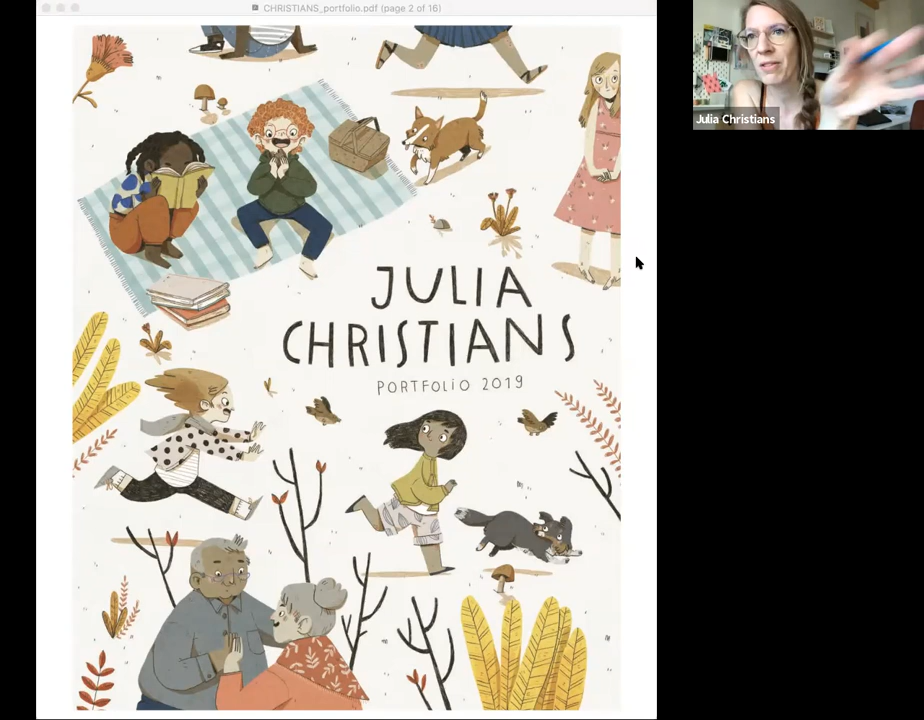 CHRISTIANS_portfolio.pdf (page 2 of 16)
Julia Christians
JULIA
CHRISTIANS
PORTFOLIO 2019